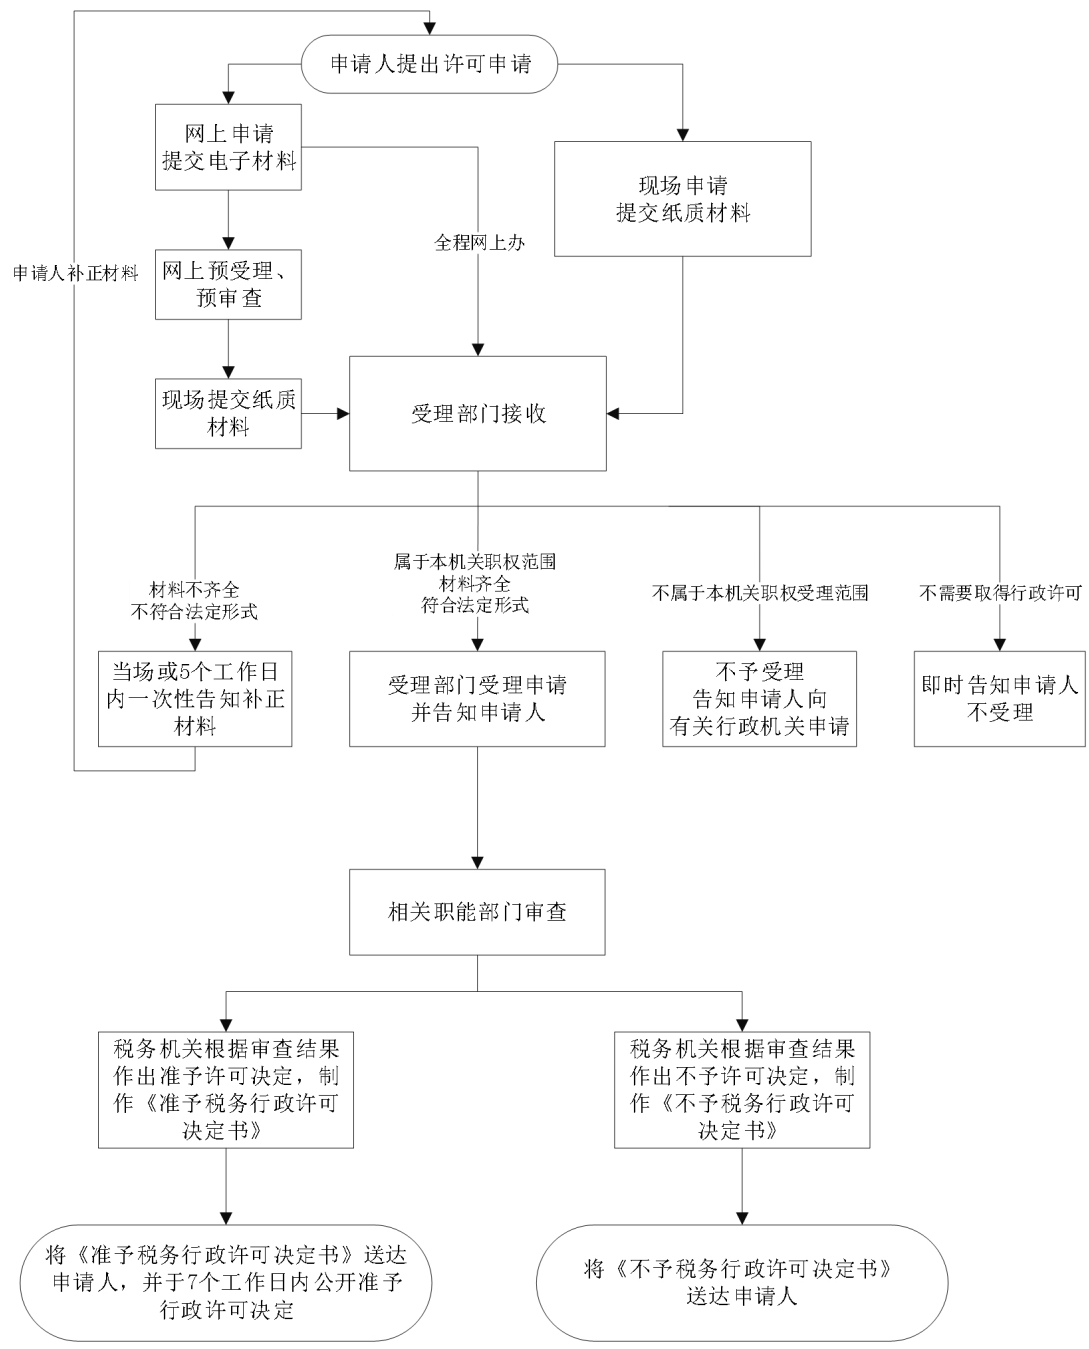 申请人提出许可申请
网上申请
提交电子材料
现场申请
提交纸质材料
全程网上办
申请人补正材料
网上预受理、
预审查
现场提交纸质
材料
受理部门接收
材料不齐全
不符合法定形式
属于本机关职权范围
材料齐全
符合法定形式
不属于本机关职权受理范围
不需要取得行政许可
当场或5个工作日
内一次性告知补正
材料
受理部门受理申请
并告知申请人
不予受理
告知申请人向
有关行政机关申请
即时告知申请人
不受理
相关职能部门审查
税务机关根据审查结果
作出准予许可决定，制
作《准予税务行政许可
决定书》
税务机关根据审查结果
作出不予许可决定，制
作《不予税务行政许可
决定书》
将《准予税务行政许可决定书》送达
申请人，并于7个工作日内公开准予
行政许可决定
将《不予税务行政许可决定书》
送达申请人